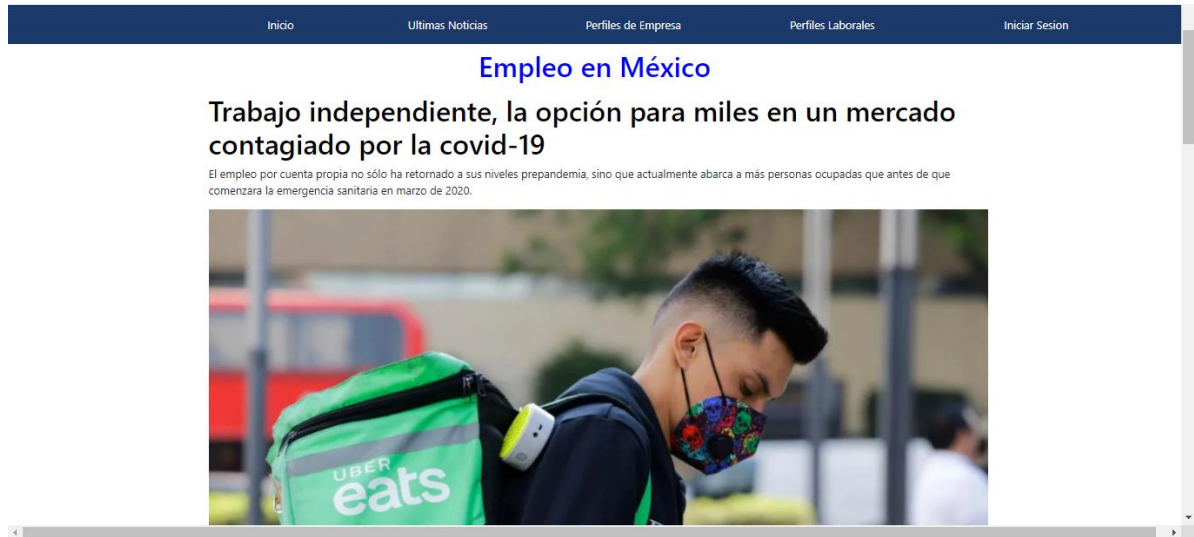 Inicio Ultimas Noticias Perfiles de Empresa Perfiles Laborales Iniciar Sesion
Empleo en México
Trabajo independiente, la opción para miles en un mercado
contagiado por la covid-19
El empleo por cuenta propia no sólo ha retornado a sus niveles prepandemia, sino que actualmente abarca a más personas ocupadas que antes de que
comenzara la emergencia sanitaria en marzo de 2020.
UBER
eats